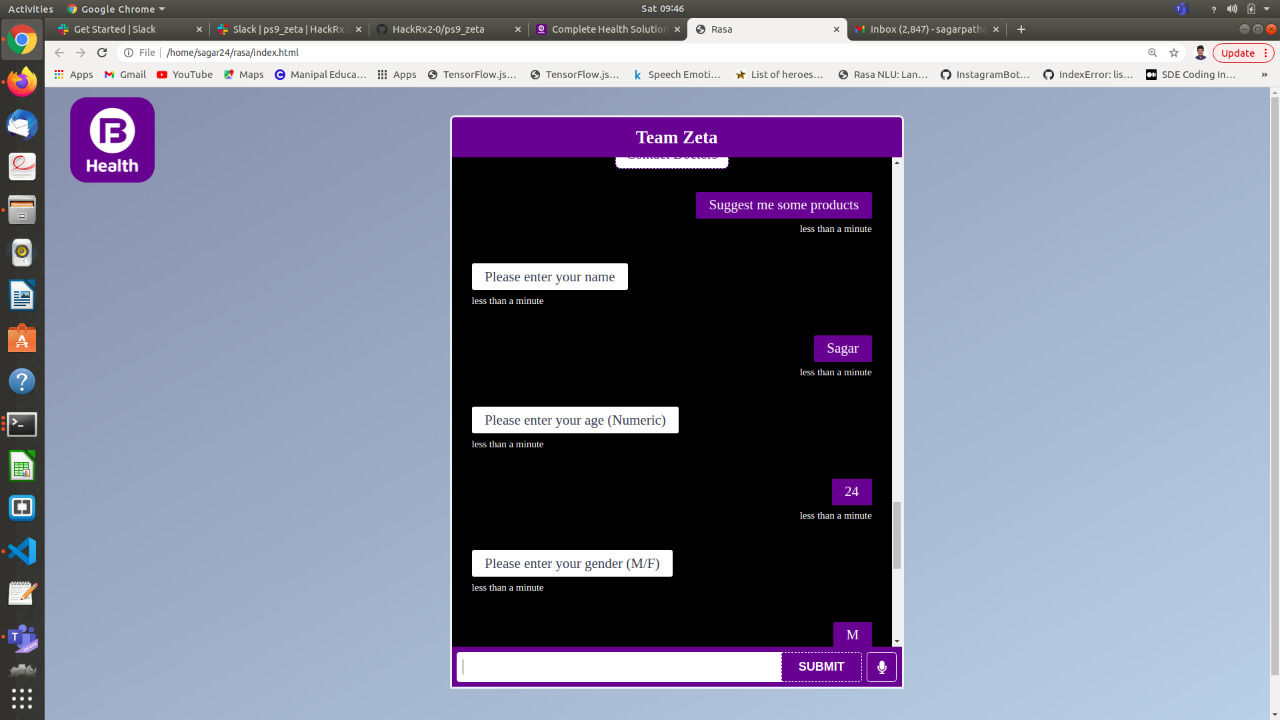 Activities
Google Chrome
Sat 09:46
Get Started | Slack
Slack | ps9_zeta | HackRx
HackRx2-0/ps9_zeta
Complete Health Solution
Rasa
Inbox (2,847) - sagarpatha
File
/home/sagar24/rasa/index.html
Update
Apps
Gmail
YouTube
Maps
Manipal Educa…
Apps
TensorFlow.js…
TensorFlow.js…
Speech Emoti…
List of heroes…
Rasa NLU: Lan…
InstagramBot…
IndexError: lis…
SDE Coding In…
»
Health
Team Zeta
Contact Doctors
Suggest me some products
less than a minute
Please enter your name
less than a minute
Sagar
less than a minute
Please enter your age (Numeric)
less than a minute
24
less than a minute
Please enter your gender (M/F)
less than a minute
M
SUBMIT